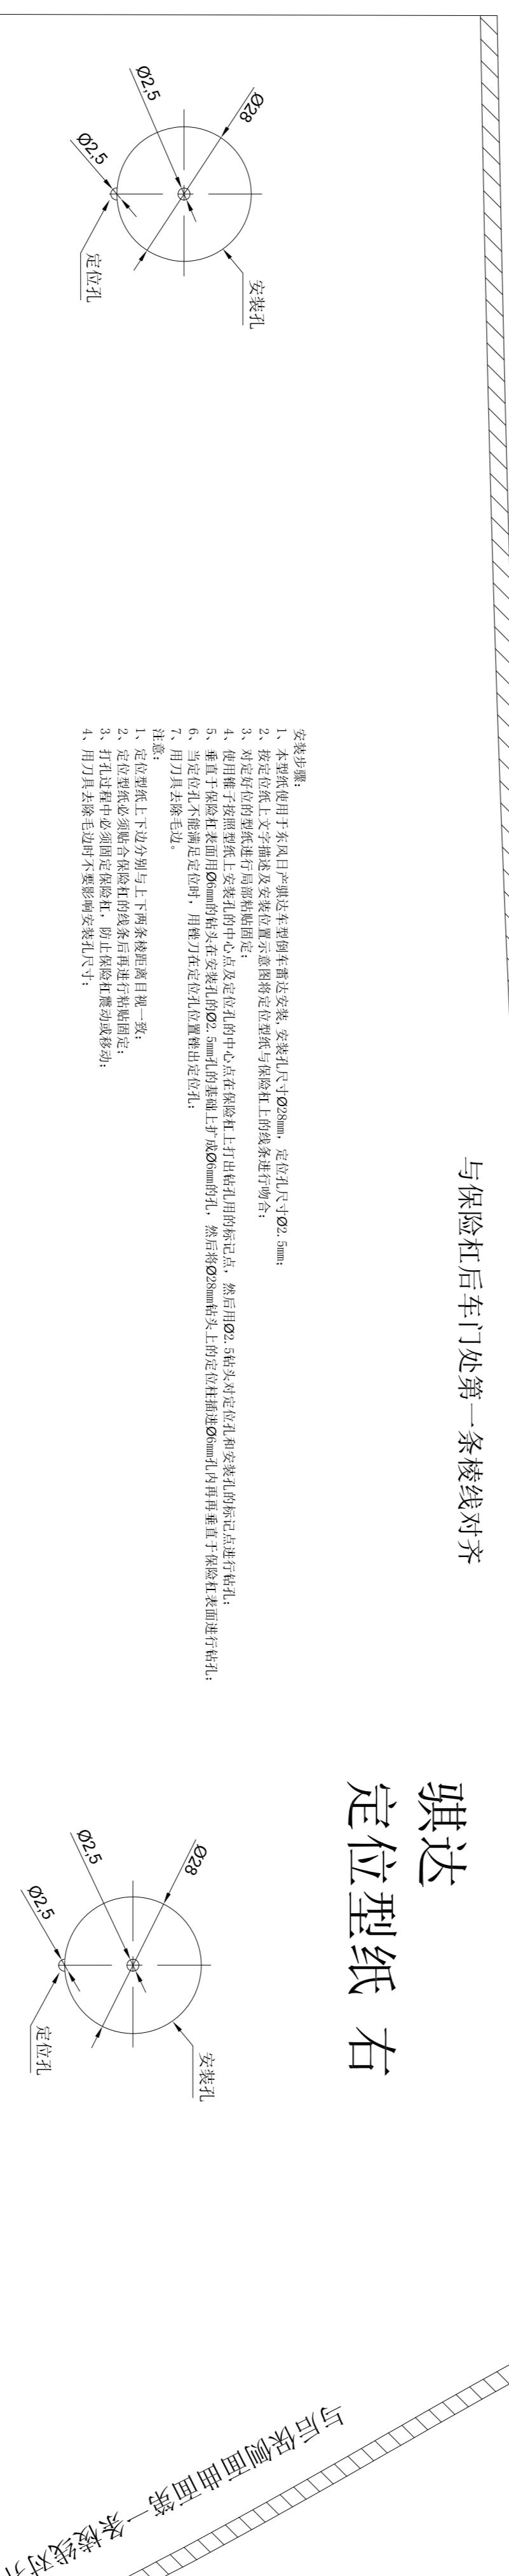 与保险杠后车门处第一条棱线对齐
骐达
定位型纸 右
Ø28
Ø2,5
Ø2,5
安装孔
定位孔
安装步骤：
1、本型纸使用于东风日产骐达车型倒车雷达安装,安装孔尺寸Ø28mm，定位孔尺寸Ø2.5mm；
2、按定位纸上文字描述及安装位置示意图将定位型纸与保险杠上的线条进行吻合；
3、对定好位的型纸进行局部粘贴固定；
4、使用锥子按照型纸上安装孔的中心点及定位孔的中心点在保险杠上打出钻孔用的标记点，然后用Ø2.5钻头对定位孔和安装孔的标记点进行钻孔；
5、垂直于保险杠表面用Ø6mm的钻头在安装孔的Ø2.5mm孔的基础上扩成Ø6mm的孔，然后将Ø28mm钻头上的定位柱插进Ø6mm孔内再再垂直于保险杠表面进行钻孔；
6、当定位孔不能满足定位时，用锉刀在定位孔位置锉出定位孔；
7、用刀具去除毛边。
注意：
1、定位型纸上下边分别与上下两条棱距离目视一致；
2、定位型纸必须贴合保险杠的线条后再进行粘贴固定；
3、打孔过程中必须固定保险杠，防止保险杠震动或移动；
4、用刀具去除毛边时不要影响安装孔尺寸；
Ø28
Ø2,5
Ø2,5
安装孔
定位孔
与后保侧面曲面第一条棱线对齐